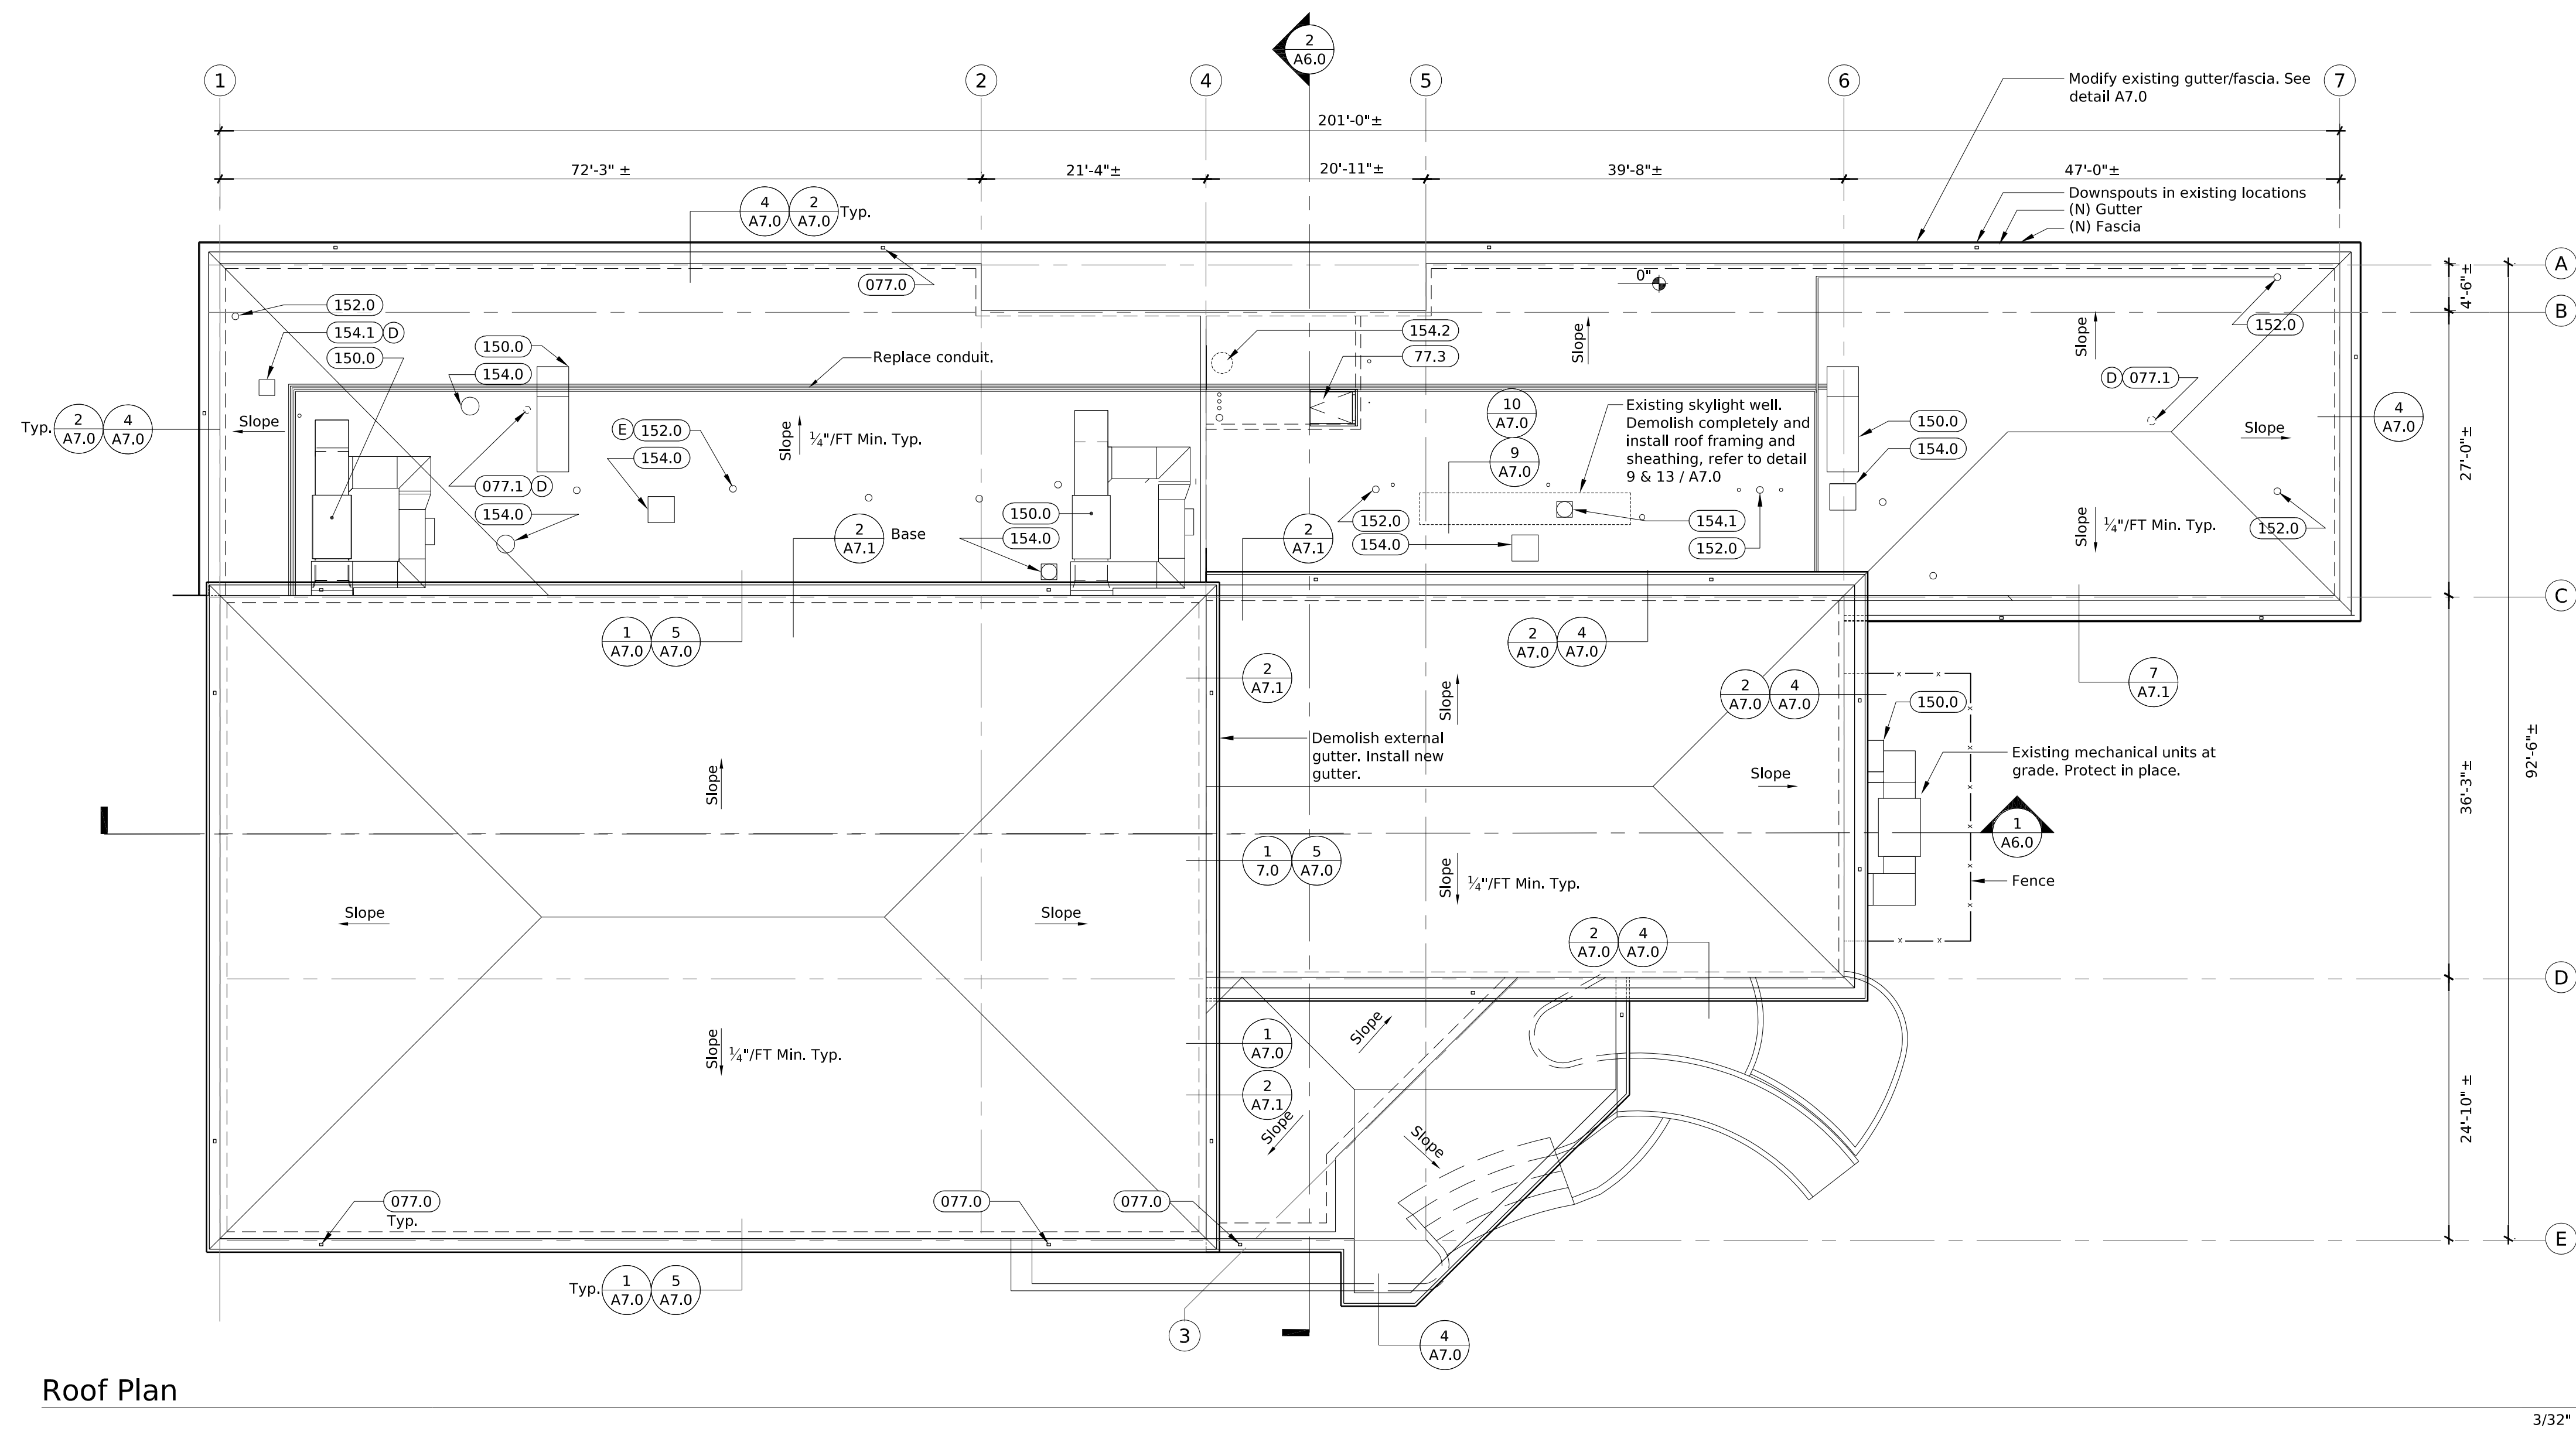 2
A6.0
1
2
4
5
6
7
Modify existing gutter/fascia. See
detail A7.0
201'-0"±
72'-3" ±
21'-4"±
20'-11"±
39'-8"±
47'-0"±
4
A7.0
2
A7.0
Typ.
Downspouts in existing locations
(N) Gutter
(N) Fascia
077.0
0"
A
4'-6"±
B
152.0
154.1 D
150.0
150.0
154.0
Replace conduit.
154.2
77.3
Slope
Slope
152.0
D 077.1
Typ.
2
A7.0
4
A7.0
Slope
E 152.0
154.0
Slope
¼"/FT Min. Typ.
10
A7.0
9
A7.0
Existing skylight well.
Demolish completely and
install roof framing and
sheathing, refer to detail
9 & 13 / A7.0
150.0
154.0
Slope
4
A7.0
27'-0"±
077.1 D
154.0
2
A7.1
Base
150.0
154.0
2
A7.1
152.0
154.0
154.1
152.0
Slope
¼"/FT Min. Typ.
152.0
C
1
A7.0
5
A7.0
2
A7.1
2
A7.0
4
A7.0
2
A7.0
4
A7.0
7
A7.1
150.0
Slope
Slope
Demolish external
gutter. Install new
gutter.
Slope
Existing mechanical units at
grade. Protect in place.
36'-3"±
92'-6"±
1
A6.0
1
7.0
5
A7.0
Slope
¼"/FT Min. Typ.
Fence
Slope
Slope
2
A7.0
4
A7.0
D
Slope
¼"/FT Min. Typ.
1
A7.0
2
A7.1
Slope
Slope
Slope
24'-10" ±
077.0
Typ.
077.0
077.0
E
Typ.
1
A7.0
5
A7.0
3
4
A7.0
Roof Plan
3/32"